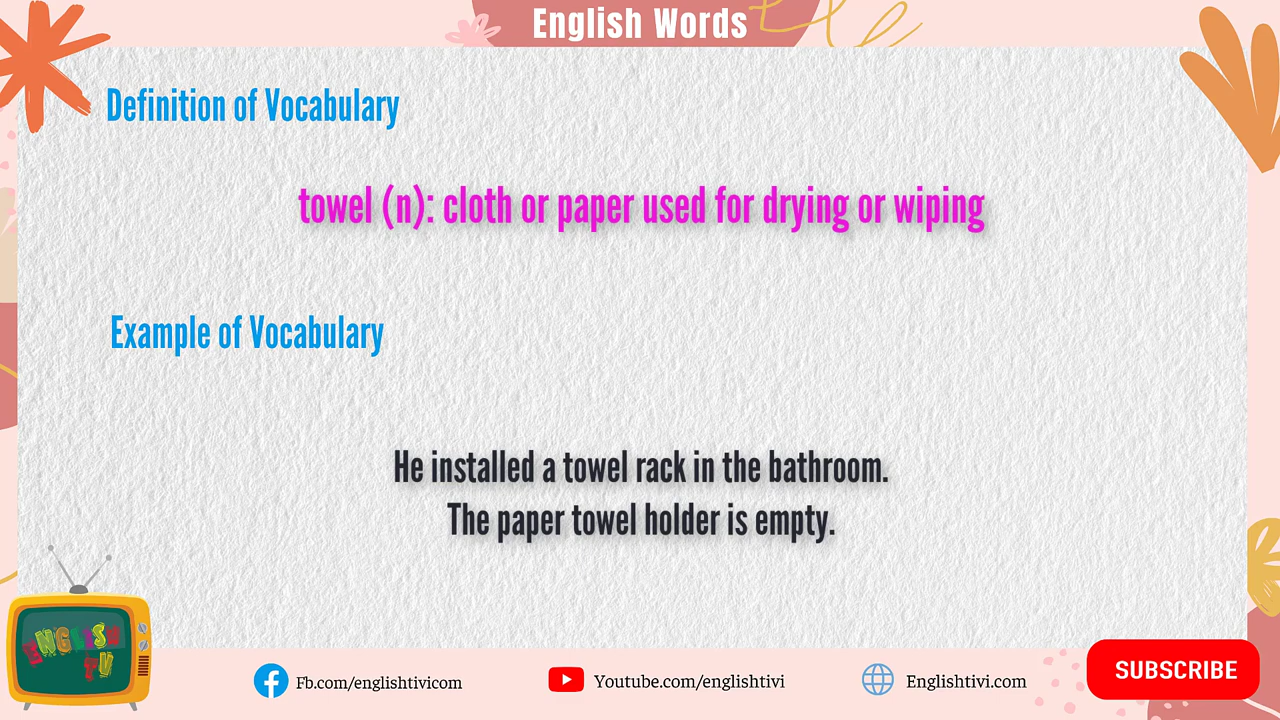 English Words
Definition of Vocabulary
towel (n): cloth or paper used for drying or wiping
Example of Vocabulary
He installed a towel rack in the bathroom.
The paper towel holder is empty.
ENGLISH
TV
Fb.com/englishtivicom
Youtube.com/englishtivi
Englishtivi.com
SUBSCRIBE